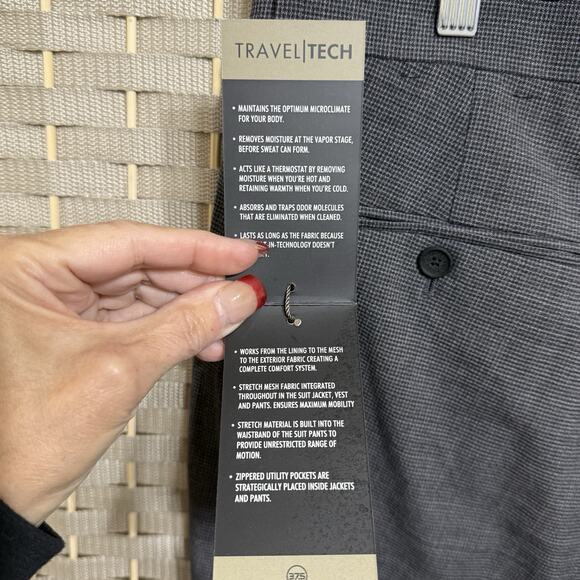 TRAVEL|TECH
• MAINTAINS THE OPTIMUM MICROCLIMATE
FOR YOUR BODY.
• REMOVES MOISTURE AT THE VAPOR STAGE,
BEFORE SWEAT CAN FORM.
• ACTS LIKE A THERMOSTAT BY REMOVING
MOISTURE WHEN YOU'RE HOT AND
RETAINING WARMTH WHEN YOU'RE COLD.
• ABSORBS AND TRAPS ODOR MOLECULES
THAT ARE ELIMINATED WHEN CLEANED.
• LASTS AS LONG AS THE FABRIC BECAUSE
-IN-TECHNOLOGY DOESN'T
• WORKS FROM THE LINING TO THE MESH
TO THE EXTERIOR FABRIC CREATING A
COMPLETE COMFORT SYSTEM.
• STRETCH MESH FABRIC INTEGRATED
THROUGHOUT IN THE SUIT JACKET, VEST
AND PANTS. ENSURES MAXIMUM MOBILITY
• STRETCH MATERIAL IS BUILT INTO THE
WAISTBAND OF THE SUIT PANTS TO
PROVIDE UNRESTRICTED RANGE OF
MOTION.
• ZIPPERED UTILITY POCKETS ARE
STRATEGICALLY PLACED INSIDE JACKETS
AND PANTS.
37.5